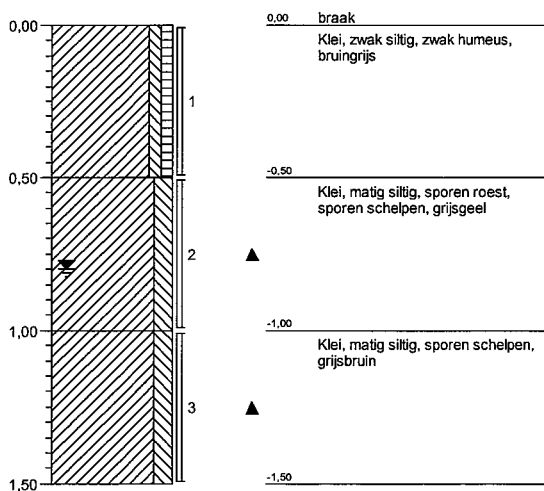 0,00
0,00
braak
Klei, zwak siltig, zwak humeus,
bruingrijs
1
0,50
-0,50
Klei, matig siltig, sporen roest,
sporen schelpen, grijsgeel
2
1,00
-1,00
Klei, matig siltig, sporen schelpen,
grijsbruin
3
1,50
-1,50